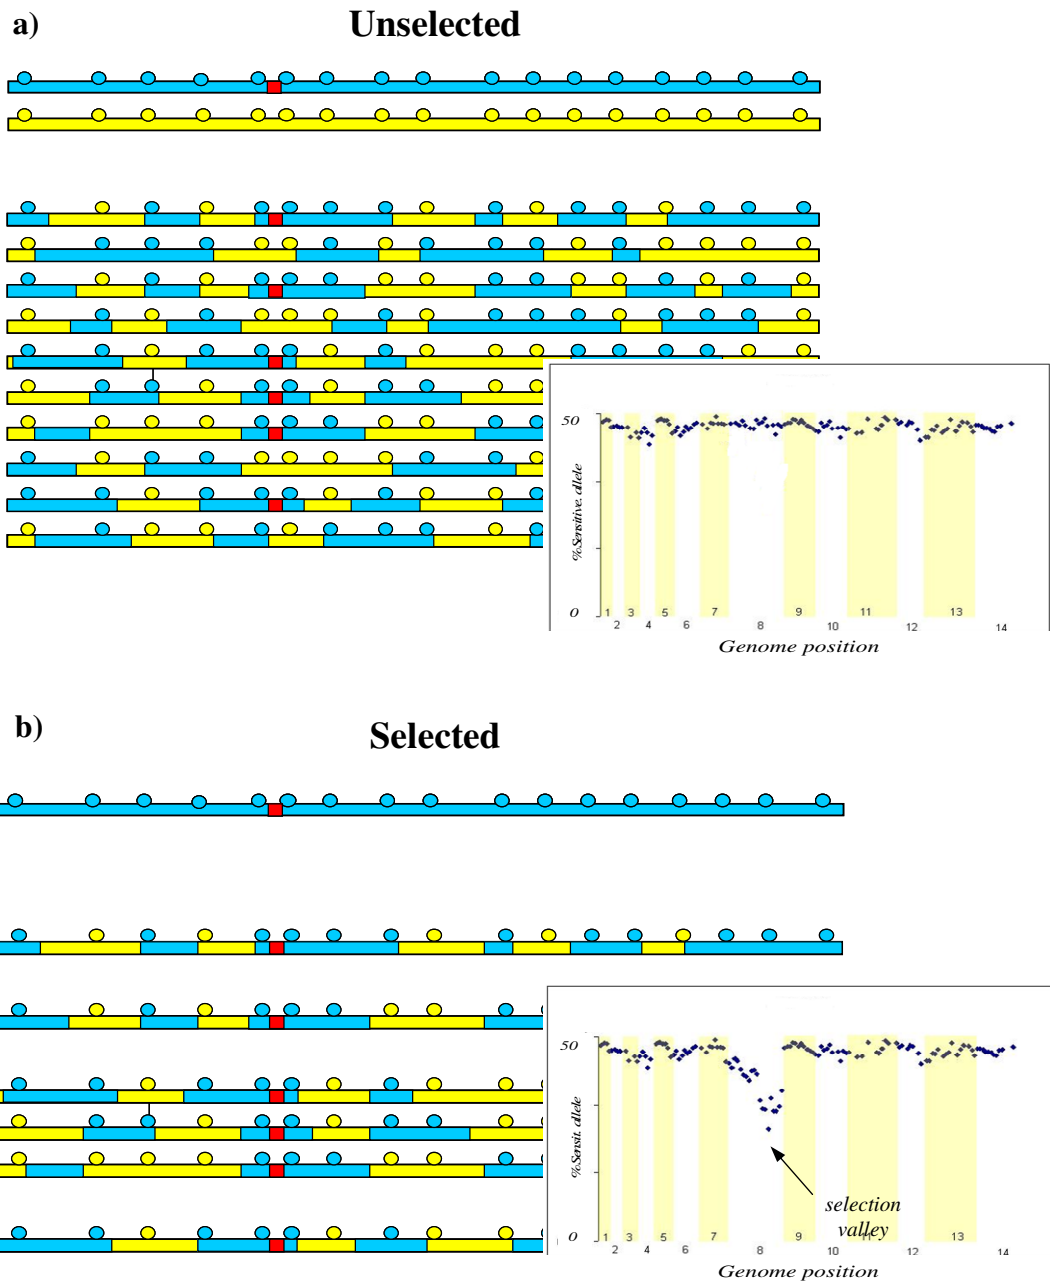 a)
Unselected
50
%Sensitive. allele
0
1 3 5 7 9 11 13
2 4 6 8 10 12 14
Genome position
b)
Selected
50
%Sensit. allele
selection
valley
0
1 3 5 7 9 11 13
2 4 6 8 10 12 14
Genome position